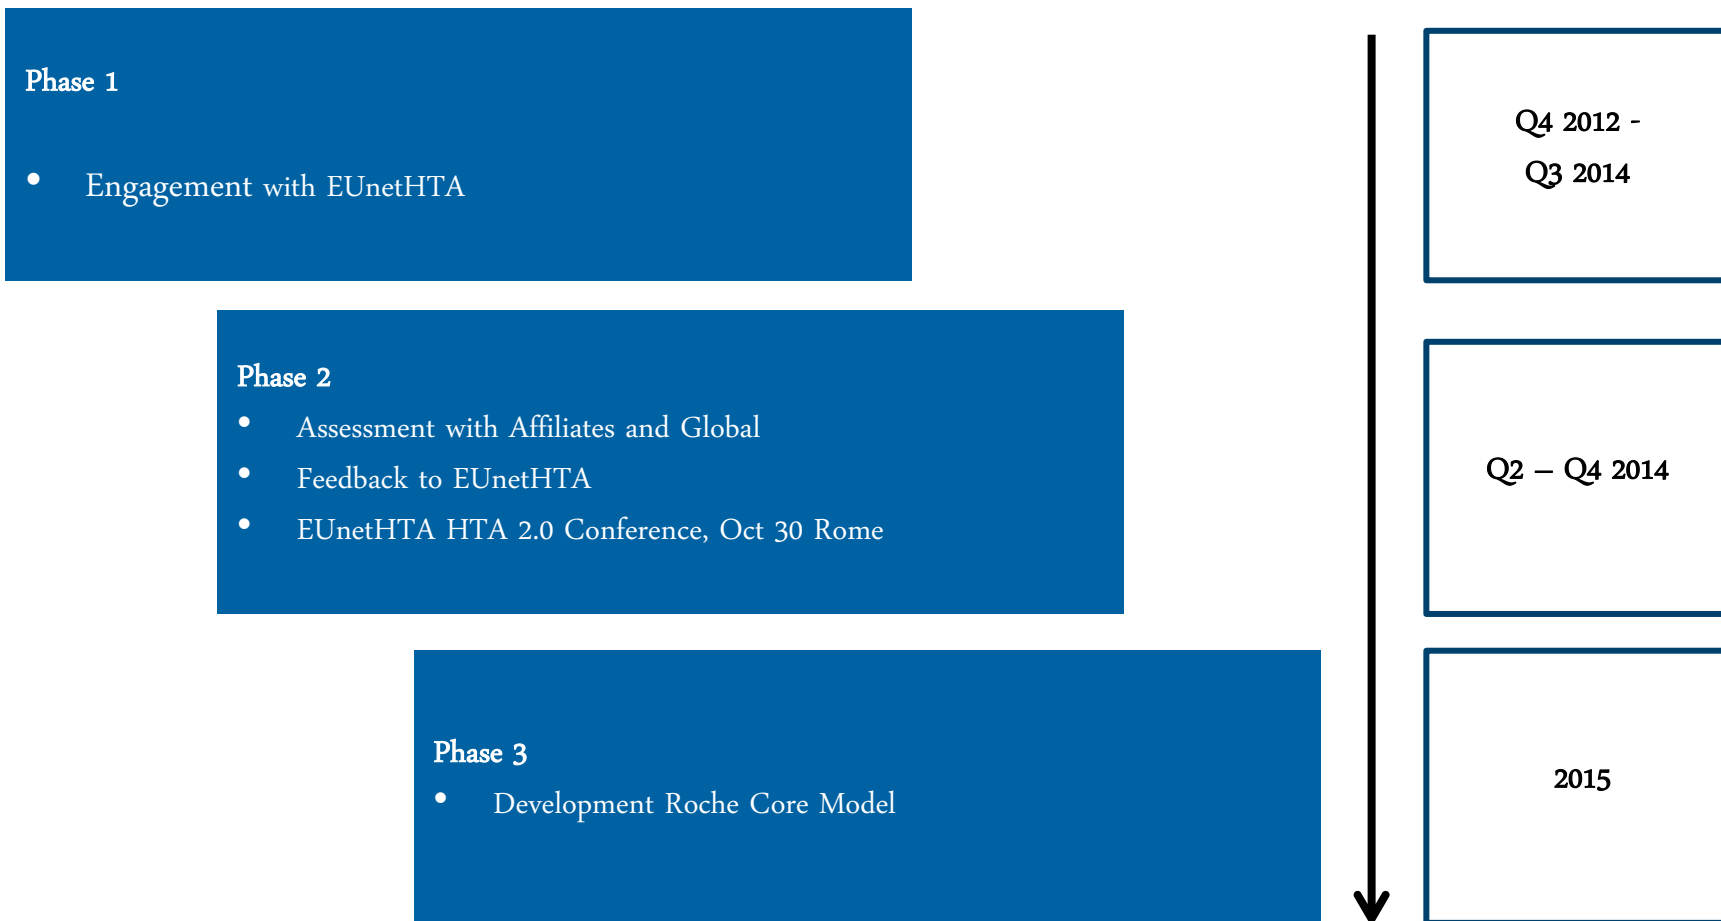 Phase 1
• Engagement with EUnetHTA
Q4 2012 -
Q3 2014
Phase 2
• Assessment with Affiliates and Global
• Feedback to EUnetHTA
• EUnetHTA HTA 2.0 Conference, Oct 30 Rome
Q2 – Q4 2014
Phase 3
• Development Roche Core Model
2015